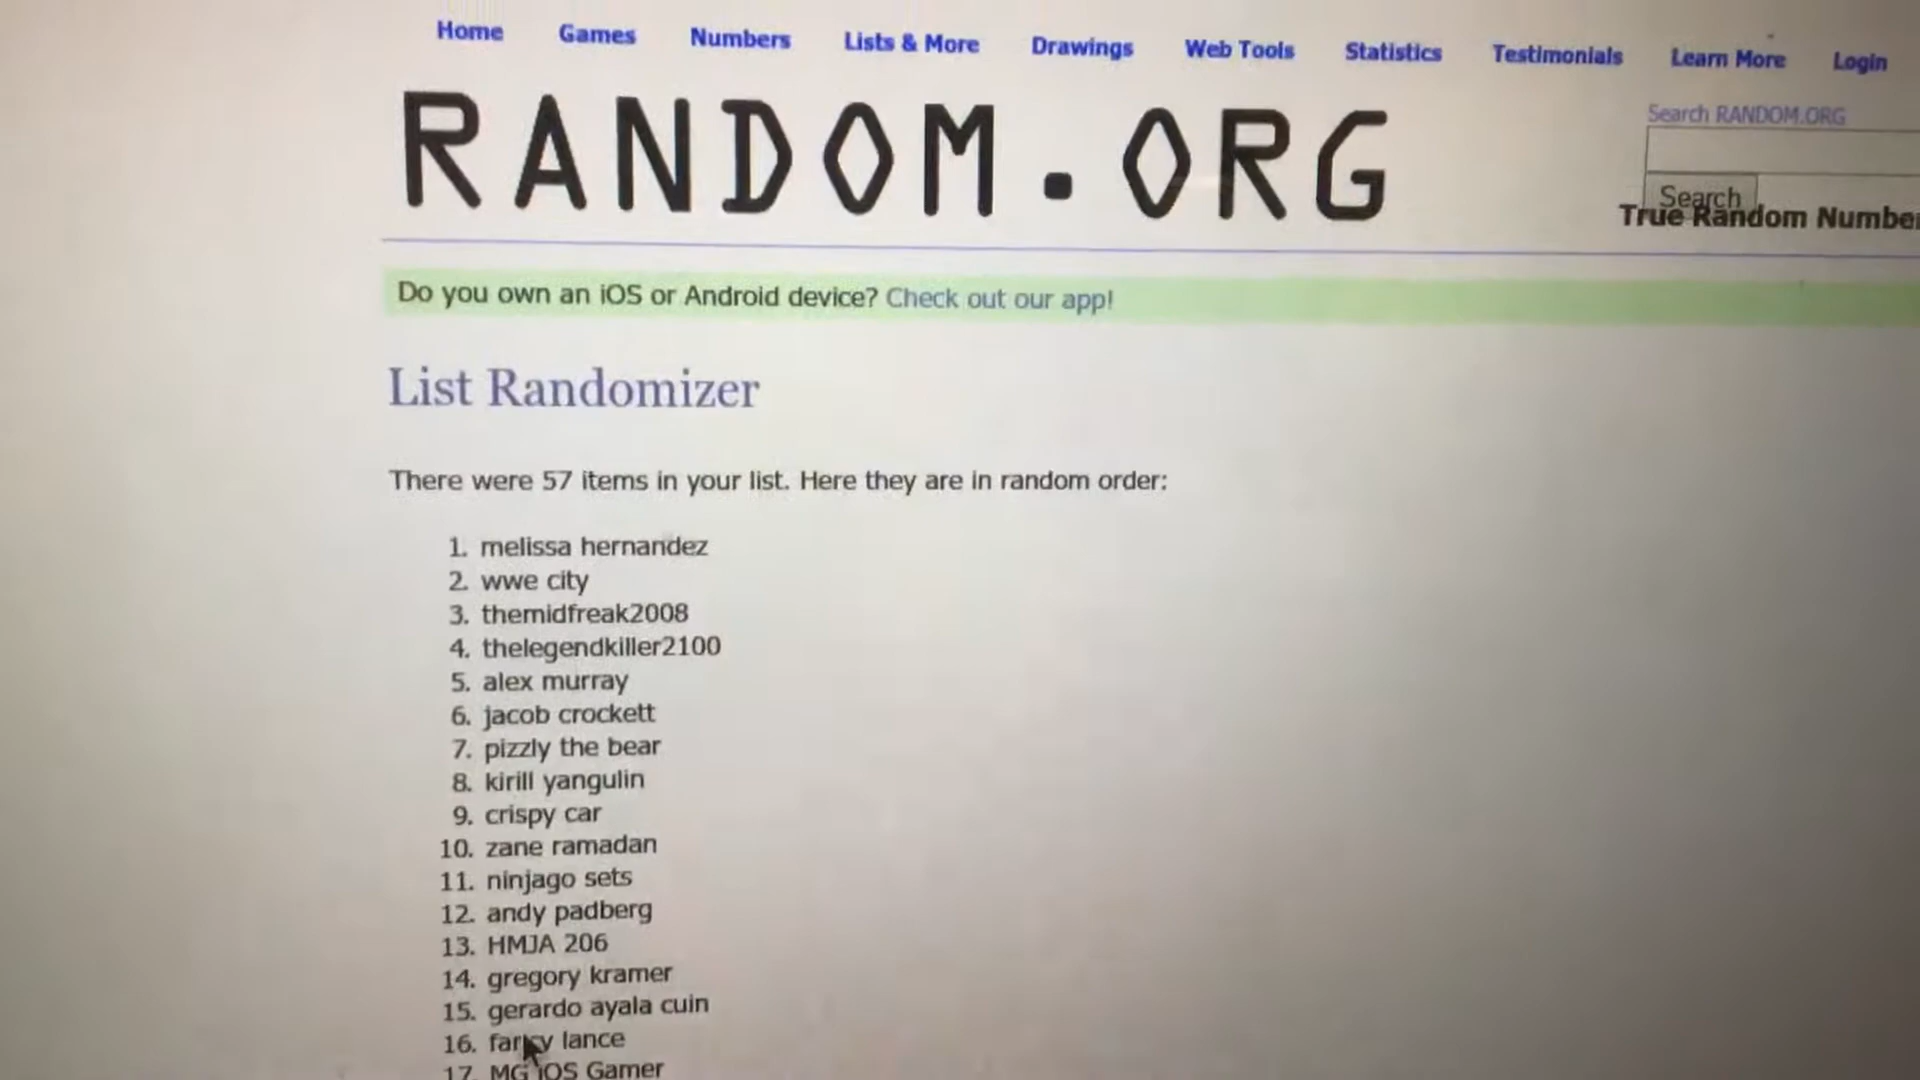 Home Games Numbers Lists & More Drawings Web Tools Statistics Testimonials Learn More Login
RANDOM.ORG
Search RANDOM.ORG
Search
True Random Number
Do you own an iOS or Android device? Check out our app!
List Randomizer
There were 57 items in your list. Here they are in random order:
1. melissa hernandez
2. wwe city
3. themidfreak2008
4. thelegendkiller2100
5. alex murray
6. jacob crockett
7. pizzly the bear
8. kirill yangulin
9. crispy car
10. zane ramadan
11. ninjago sets
12. andy padberg
13. HMJA 206
14. gregory kramer
15. gerardo ayala cuin
16. lance
17. MG iOS Gamer